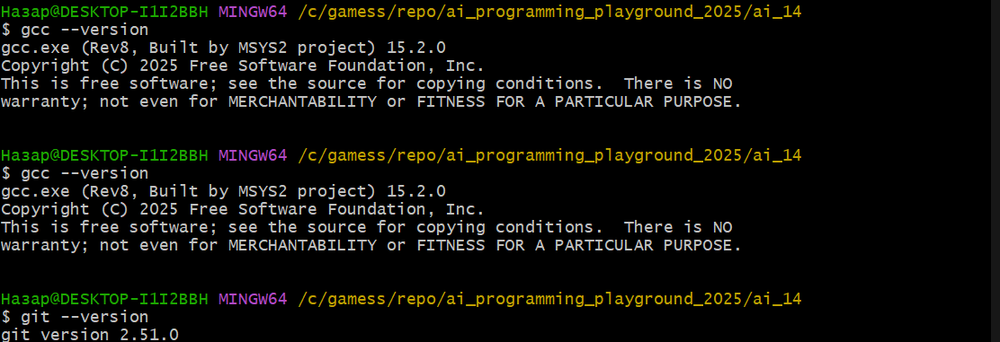 Назар@DESKTOP-I1I2BBH MINGW64 /c/gamess/repo/ai_programming_playground_2025/ai_14
$ gcc --version
gcc.exe (Rev8, Built by MSYS2 project) 15.2.0
Copyright (C) 2025 Free Software Foundation, Inc.
This is free software; see the source for copying conditions.  There is NO
warranty; not even for MERCHANTABILITY or FITNESS FOR A PARTICULAR PURPOSE.
Назар@DESKTOP-I1I2BBH MINGW64 /c/gamess/repo/ai_programming_playground_2025/ai_14
$ gcc --version
gcc.exe (Rev8, Built by MSYS2 project) 15.2.0
Copyright (C) 2025 Free Software Foundation, Inc.
This is free software; see the source for copying conditions.  There is NO
warranty; not even for MERCHANTABILITY or FITNESS FOR A PARTICULAR PURPOSE.
Назар@DESKTOP-I1I2BBH MINGW64 /c/gamess/repo/ai_programming_playground_2025/ai_14
$ git --version
git version 2.51.0